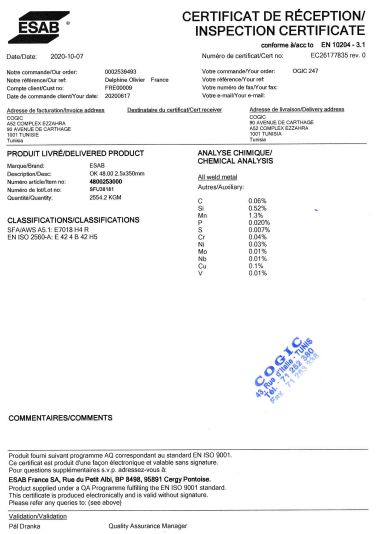 ESAB
CERTIFICAT DE RÉCEPTION/
INSPECTION CERTIFICATE
conforme à/acc to EN 10204 - 3.1
Date/Date: 2020-10-07
Numéro de certificat/Cert no: EC26177835 rev. 0
Notre commande/Our order: 0002539493
Notre référence/Our ref: Delphine Olivier France
Compte client/Cust no: FRE00009
Date de commande client/Your date: 20200617
Votre commande/Your order: OGIC 247
Votre référence/Your ref:
Votre numéro de fax/Your fax:
Votre e-mail/Your e-mail:
Adresse de facturation/Invoice address
COGIC
A52 COMPLEX EZZAHRA
90 AVENUE DE CARTHAGE
1001 TUNISIE
Tunisia
Destinataire du certificat/Cert receiver
Adresse de livraison/Delivery address
COGIC
90 AVENUE DE CARTHAGE
A52 COMPLEX EZZAHRA
1001 TUNISIA
Tunisia
PRODUIT LIVRÉ/DELIVERED PRODUCT
Marque/Brand: ESAB
Description/Desc: OK 48.00 2.5x350mm
Numéro article/Item no: 4800253000
Numéro de lot/Lot no: SFU38181
Quantité/Quantity: 2554.2 KGM
CLASSIFICATIONS/CLASSIFICATIONS
SFA/AWS A5.1: E7018 H4 R
EN ISO 2560-A: E 42 4 B 42 H5
ANALYSE CHIMIQUE/
CHEMICAL ANALYSIS
All weld metal
Autres/Auxiliary:
C 0.06%
Si 0.52%
Mn 1.3%
P 0.020%
S 0.007%
Cr 0.04%
Ni 0.03%
Mo 0.01%
Nb 0.01%
Cu 0.1%
V 0.01%
COGIC
43, Rue d'Italie - TUNIS
Tél. 71 252 380
COMMENTAIRES/COMMENTS
Produit fourni suivant programme AQ correspondant au standard EN ISO 9001.
Ce certificat est produit d'une façon électronique et valable sans signature.
Pour questions supplémentaires s.v.p. adressez-vous à:
ESAB France SA, Rue du Petit Albi, BP 8498, 95891 Cergy Pontoise.
Product supplied under a QA Programme fulfilling the EN ISO 9001 standard.
This certificate is produced electronically and is valid without signature.
Please refer any queries to: (see above)
Validation/Validation
Pàl Dranka Quality Assurance Manager